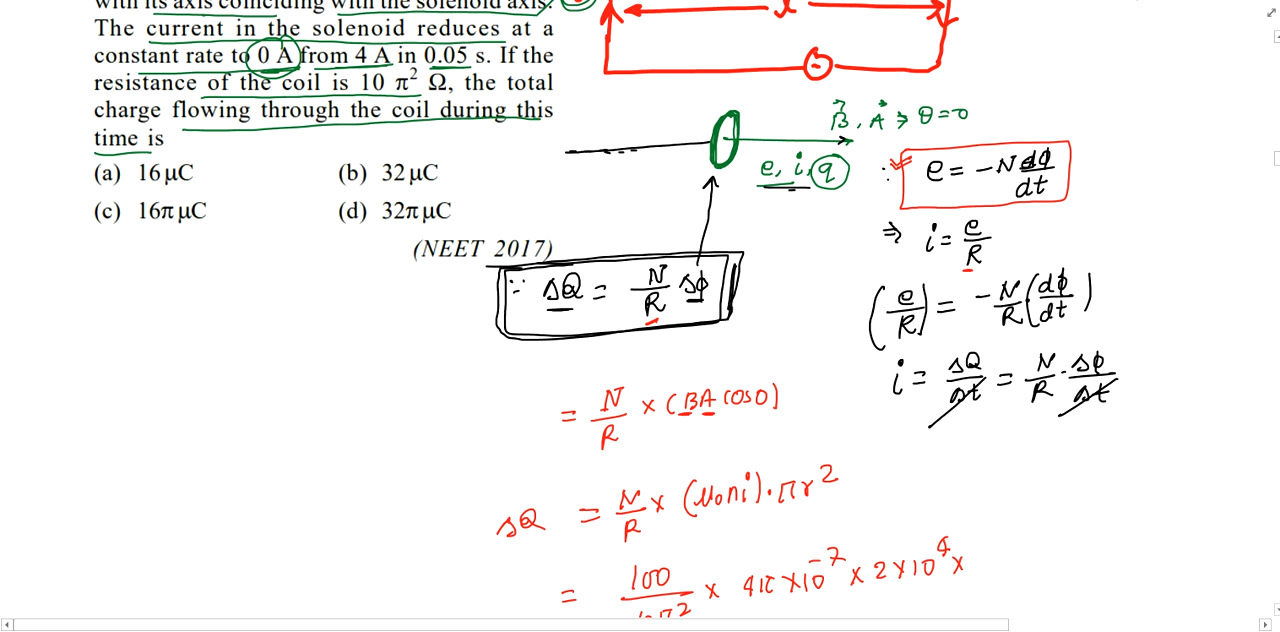 with its axis coinciding with the solenoid axis.
The current in the solenoid reduces at a
constant rate to 0 A from 4 A in 0.05 s. If the
resistance of the coil is 10 π² Ω, the total
charge flowing through the coil during this
time is
(a) 16 μC (b) 32 μC
(c) 16π μC (d) 32π μC
(NEET 2017)
l
B⃗, A⃗ ⇒ θ=0
e, i, q
∵ e = -N dϕ/dt
⇒ i = e/R
(e/R) = -N/R (dϕ/dt)
i = ΔQ/Δt = N/R · Δϕ/Δt
∵ ΔQ = N/R Δϕ
= N/R × (BA cos0)
ΔQ = N/R × (μ₀ni)·πr²
= 100/ π² × 4π×10⁻⁷ × 2×10⁴ ×